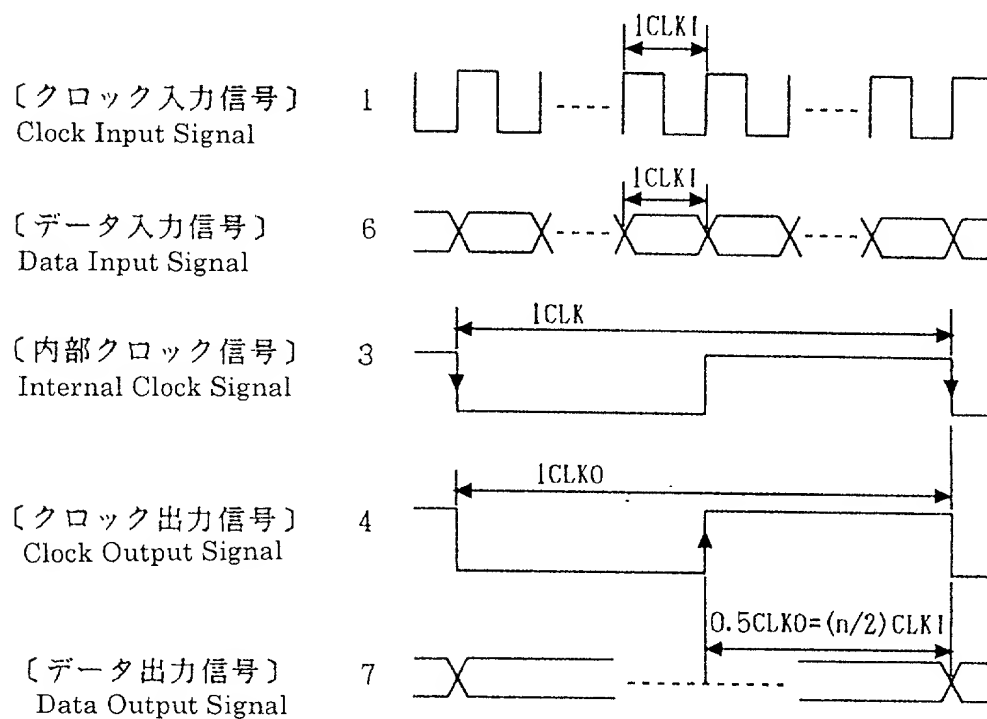 1CLKI
〔クロック入力信号〕 1
Clock Input Signal
1CLKI
〔データ入力信号〕 6
Data Input Signal
1CLK
〔内部クロック信号〕 3
Internal Clock Signal
1CLKO
〔クロック出力信号〕 4
Clock Output Signal
0.5CLKO=(n/2)CLKI
〔データ出力信号〕 7
Data Output Signal